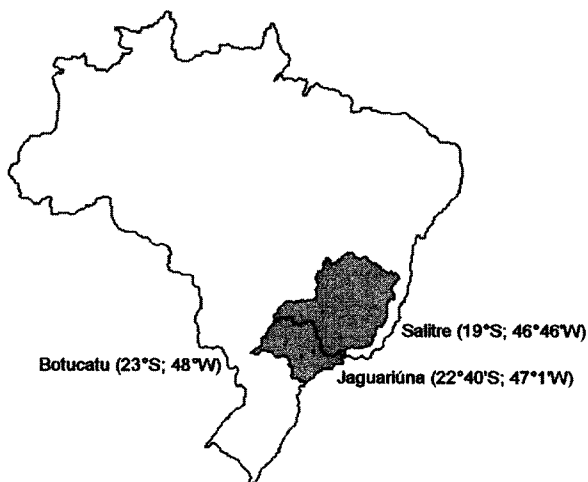 Salitre (19°S; 46°46'W)
Botucatu (23°S; 48°W)
Jaguariúna (22°40'S; 47°1'W)